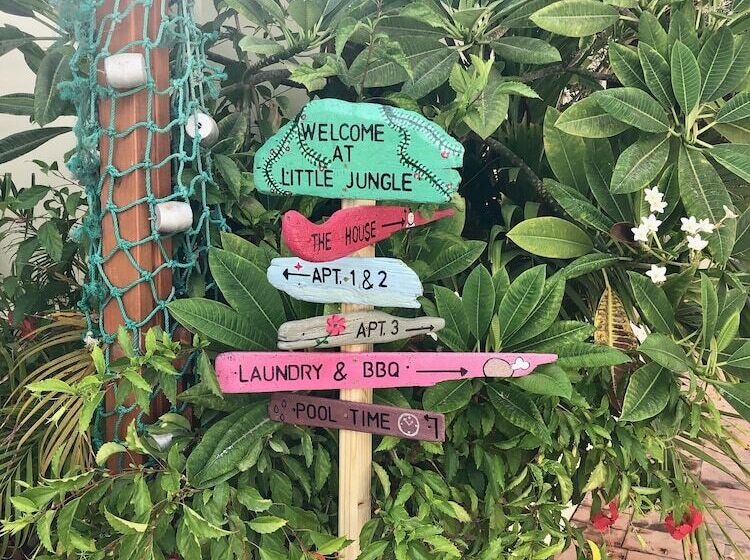 WELCOME
AT
LITTLE JUNGLE
THE HOUSE
APT. 1 & 2
APT. 3
LAUNDRY & BBQ
POOL TIME